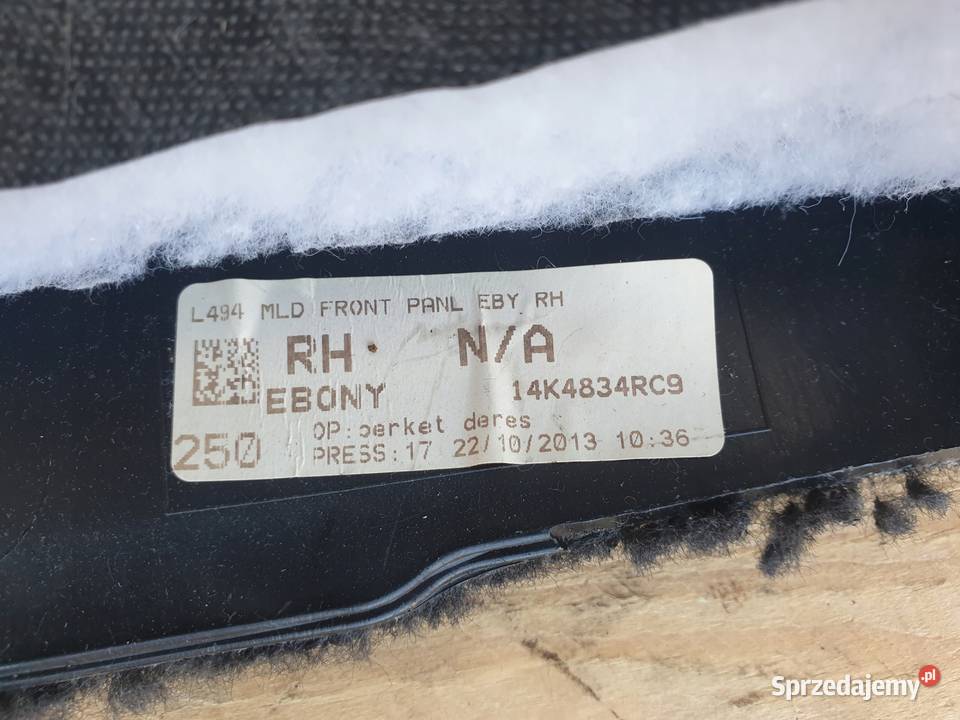 L494 MLD FRONT PANL EBY RH
RH N/A
EBONY 14K4834RC9
OP: deres
250 PRESS:17 22/10/2013 10:36
Sprzedajemy.pl